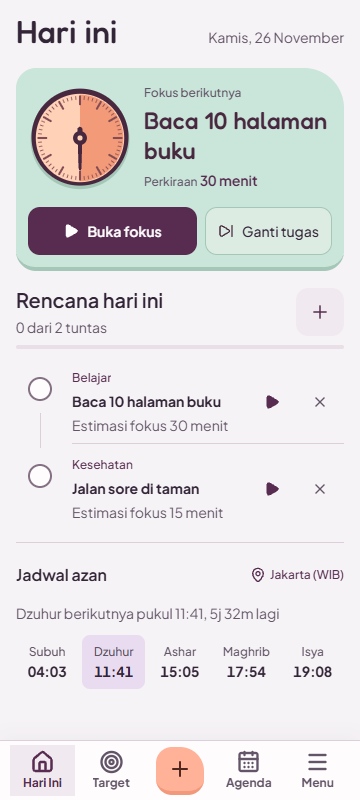 Hari ini
Kamis, 26 November
Fokus berikutnya
Baca 10 halaman
buku
Perkiraan 30 menit
Buka fokus
Ganti tugas
Rencana hari ini
0 dari 2 tuntas
Belajar
Baca 10 halaman buku
Estimasi fokus 30 menit
Kesehatan
Jalan sore di taman
Estimasi fokus 15 menit
Jadwal azan
Jakarta (WIB)
Dzuhur berikutnya pukul 11:41, 5j 32m lagi
Subuh Dzuhur Ashar Maghrib Isya
04:03 11:41 15:05 17:54 19:08
Hari Ini Target Agenda Menu